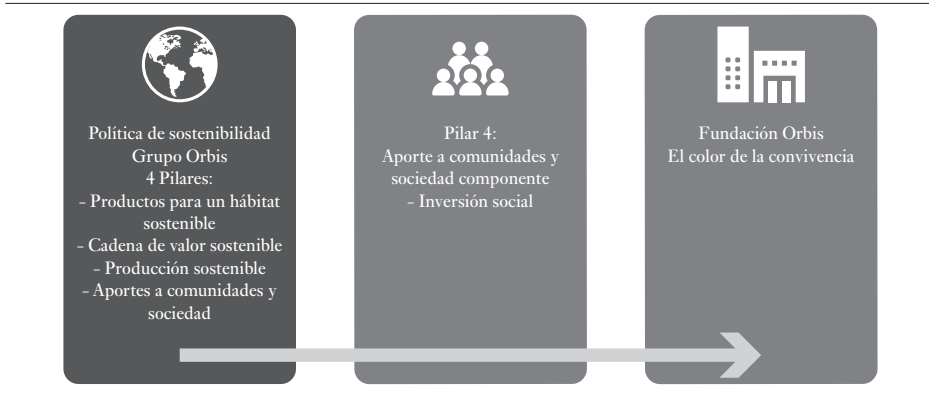 Política de sostenibilidad
Grupo Orbis
4 Pilares:
– Productos para un hábitat
sostenible
– Cadena de valor sostenible
– Producción sostenible
– Aportes a comunidades y
sociedad
Pilar 4:
Aporte a comunidades y
sociedad componente
– Inversión social
Fundación Orbis
El color de la convivencia